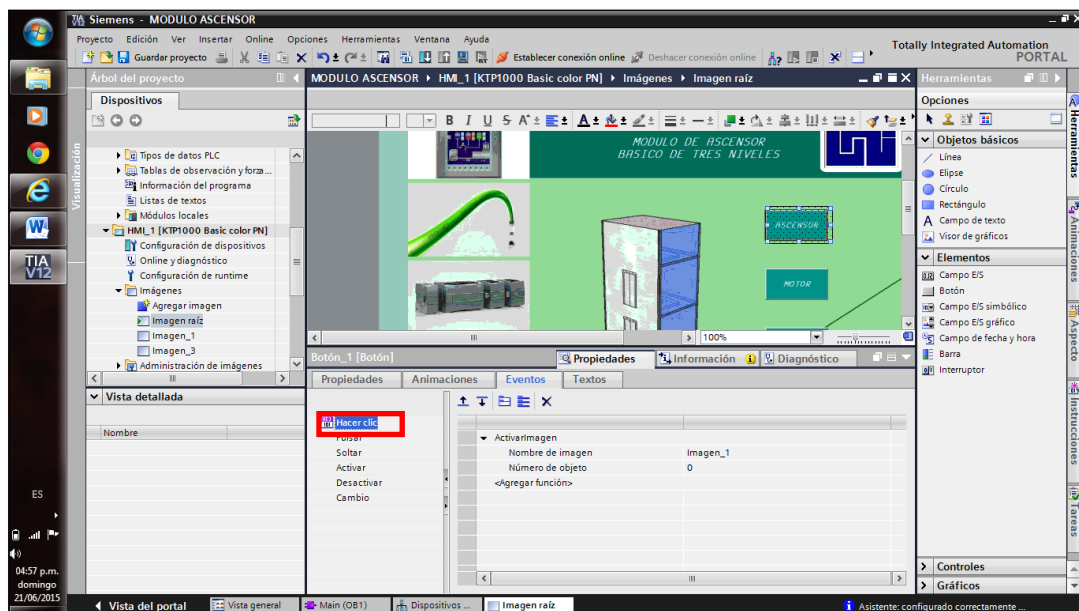 Siemens - MODULO ASCENSOR
Proyecto Edición Ver Insertar Online Opciones Herramientas Ventana Ayuda
Totally Integrated Automation
PORTAL
Guardar proyecto
Establecer conexión online
Deshacer conexión online
Árbol del proyecto
MODULO ASCENSOR HMI_1 [KTP1000 Basic color PN] Imágenes Imagen raíz
Herramientas
Dispositivos
Opciones
B I U S A
Visualización
Tipos de datos PLC
Tablas de observación y forza...
Información del programa
Listas de textos
Módulos locales
HMI_1 [KTP1000 Basic color PN]
Configuración de dispositivos
Online y diagnóstico
Configuración de runtime
Imágenes
Agregar imagen
Imagen raíz
Imagen_1
Imagen_3
Administración de imágenes
MODULO DE ASCENSOR
BASICO DE TRES NIVELES
ASCENSOR
MOTOR
100%
Objetos básicos
Línea
Elipse
Círculo
Rectángulo
Campo de texto
Visor de gráficos
Elementos
Campo E/S
Botón
Campo E/S simbólico
Campo E/S gráfico
Campo de fecha y hora
Barra
Interruptor
Controles
Gráficos
Herramientas
Animaciones
Aspecto
Instrucciones
Tareas
Botón_1 [Botón]
Propiedades Información Diagnóstico
Propiedades Animaciones Eventos Textos
Vista detallada
Nombre
Hacer clic
Pulsar
Soltar
Activar
Desactivar
Cambio
ActivarImagen
Nombre de imagen Imagen_1
Número de objeto 0
<Agregar función>
TIA
V12
ES
04:57 p.m.
domingo
21/06/2015
Vista del portal Vista general Main (OB1) Dispositivos ... Imagen raíz
Asistente: configurado correctamente ...